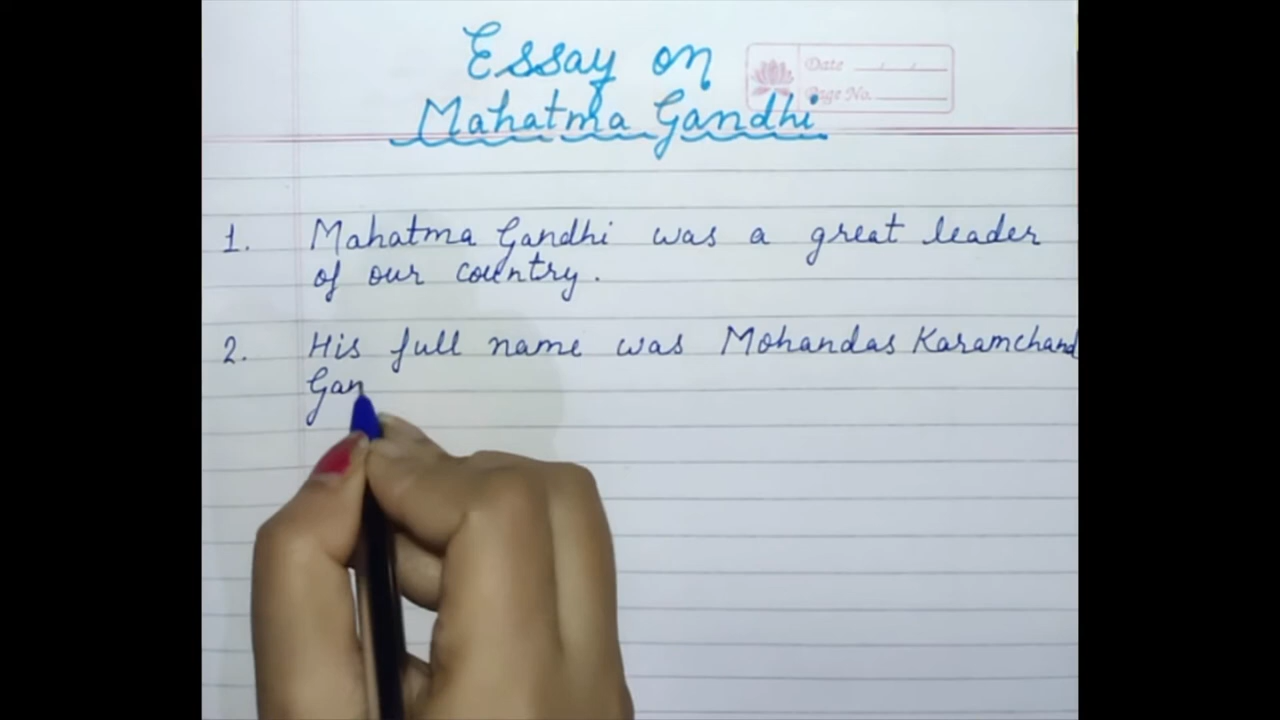 Essay on
Date
Page No.
Mahatma Gandhi
1. Mahatma Gandhi was a great leader
of our country.
2. His full name was Mohandas Karamchand
Gan